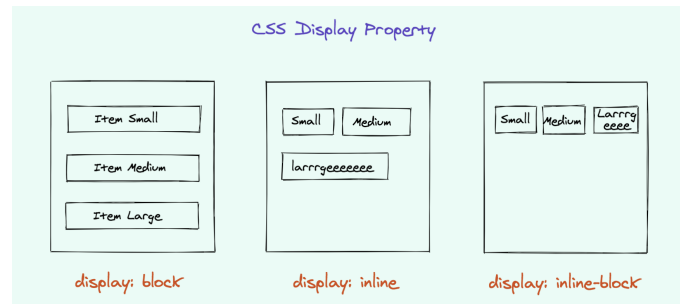 CSS Display Property
Item Small
Item Medium
Item Large
display: block
Small Medium
larrrgeeeeeee
display: inline
Small Medium Larrrg
eeee
display: inline-block